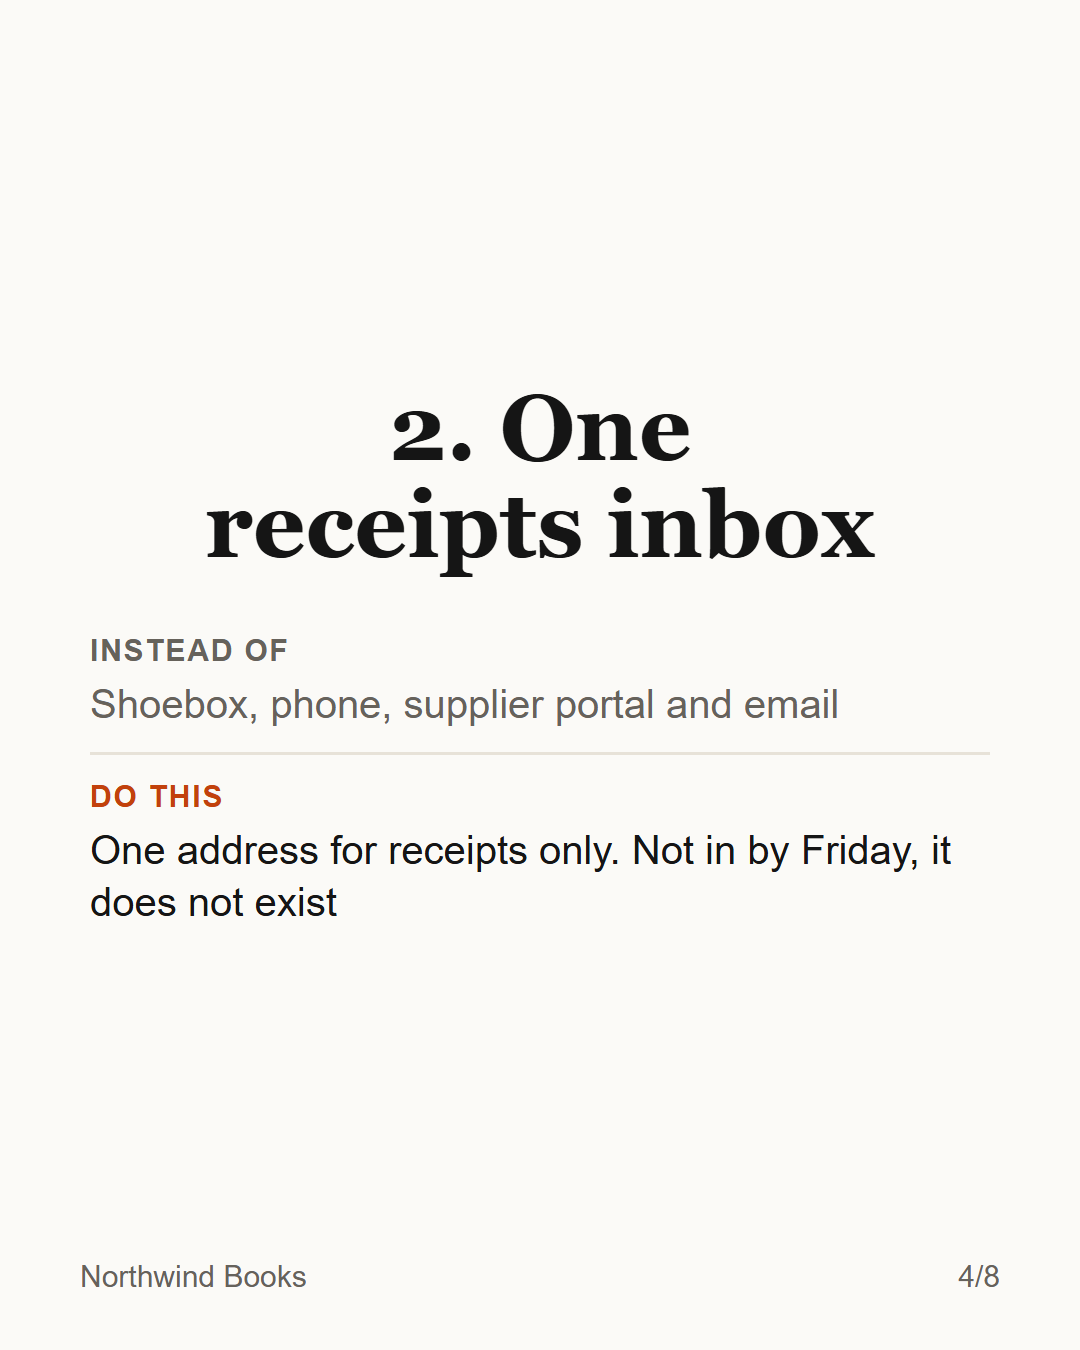 2. One
receipts inbox
INSTEAD OF
Shoebox, phone, supplier portal and email
DO THIS
One address for receipts only. Not in by Friday, it
does not exist
Northwind Books
4/8